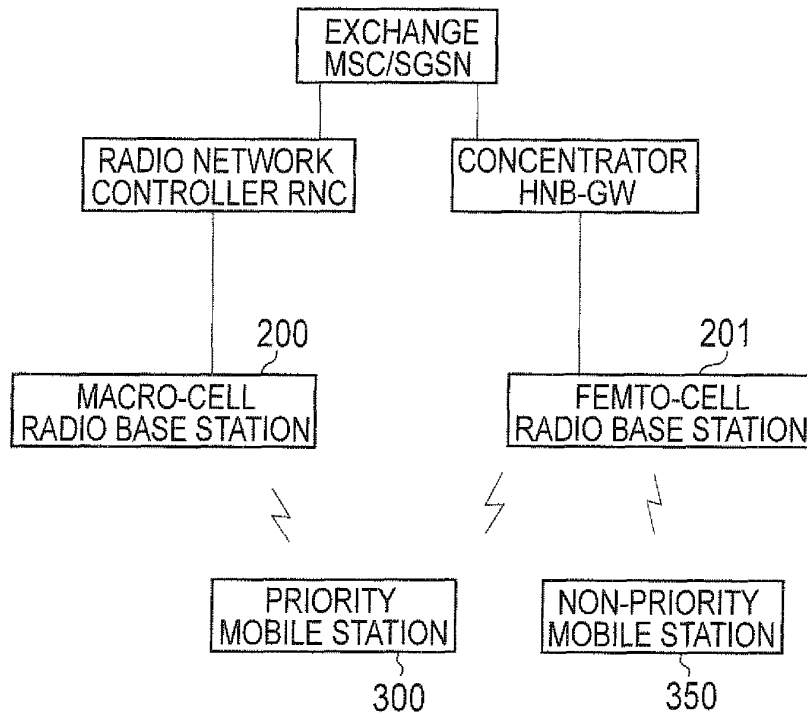 EXCHANGE
MSC/SGSN
RADIO NETWORK
CONTROLLER RNC
CONCENTRATOR
HNB-GW
200
201
MACRO-CELL
RADIO BASE STATION
FEMTO-CELL
RADIO BASE STATION
PRIORITY
MOBILE STATION
NON-PRIORITY
MOBILE STATION
300
350